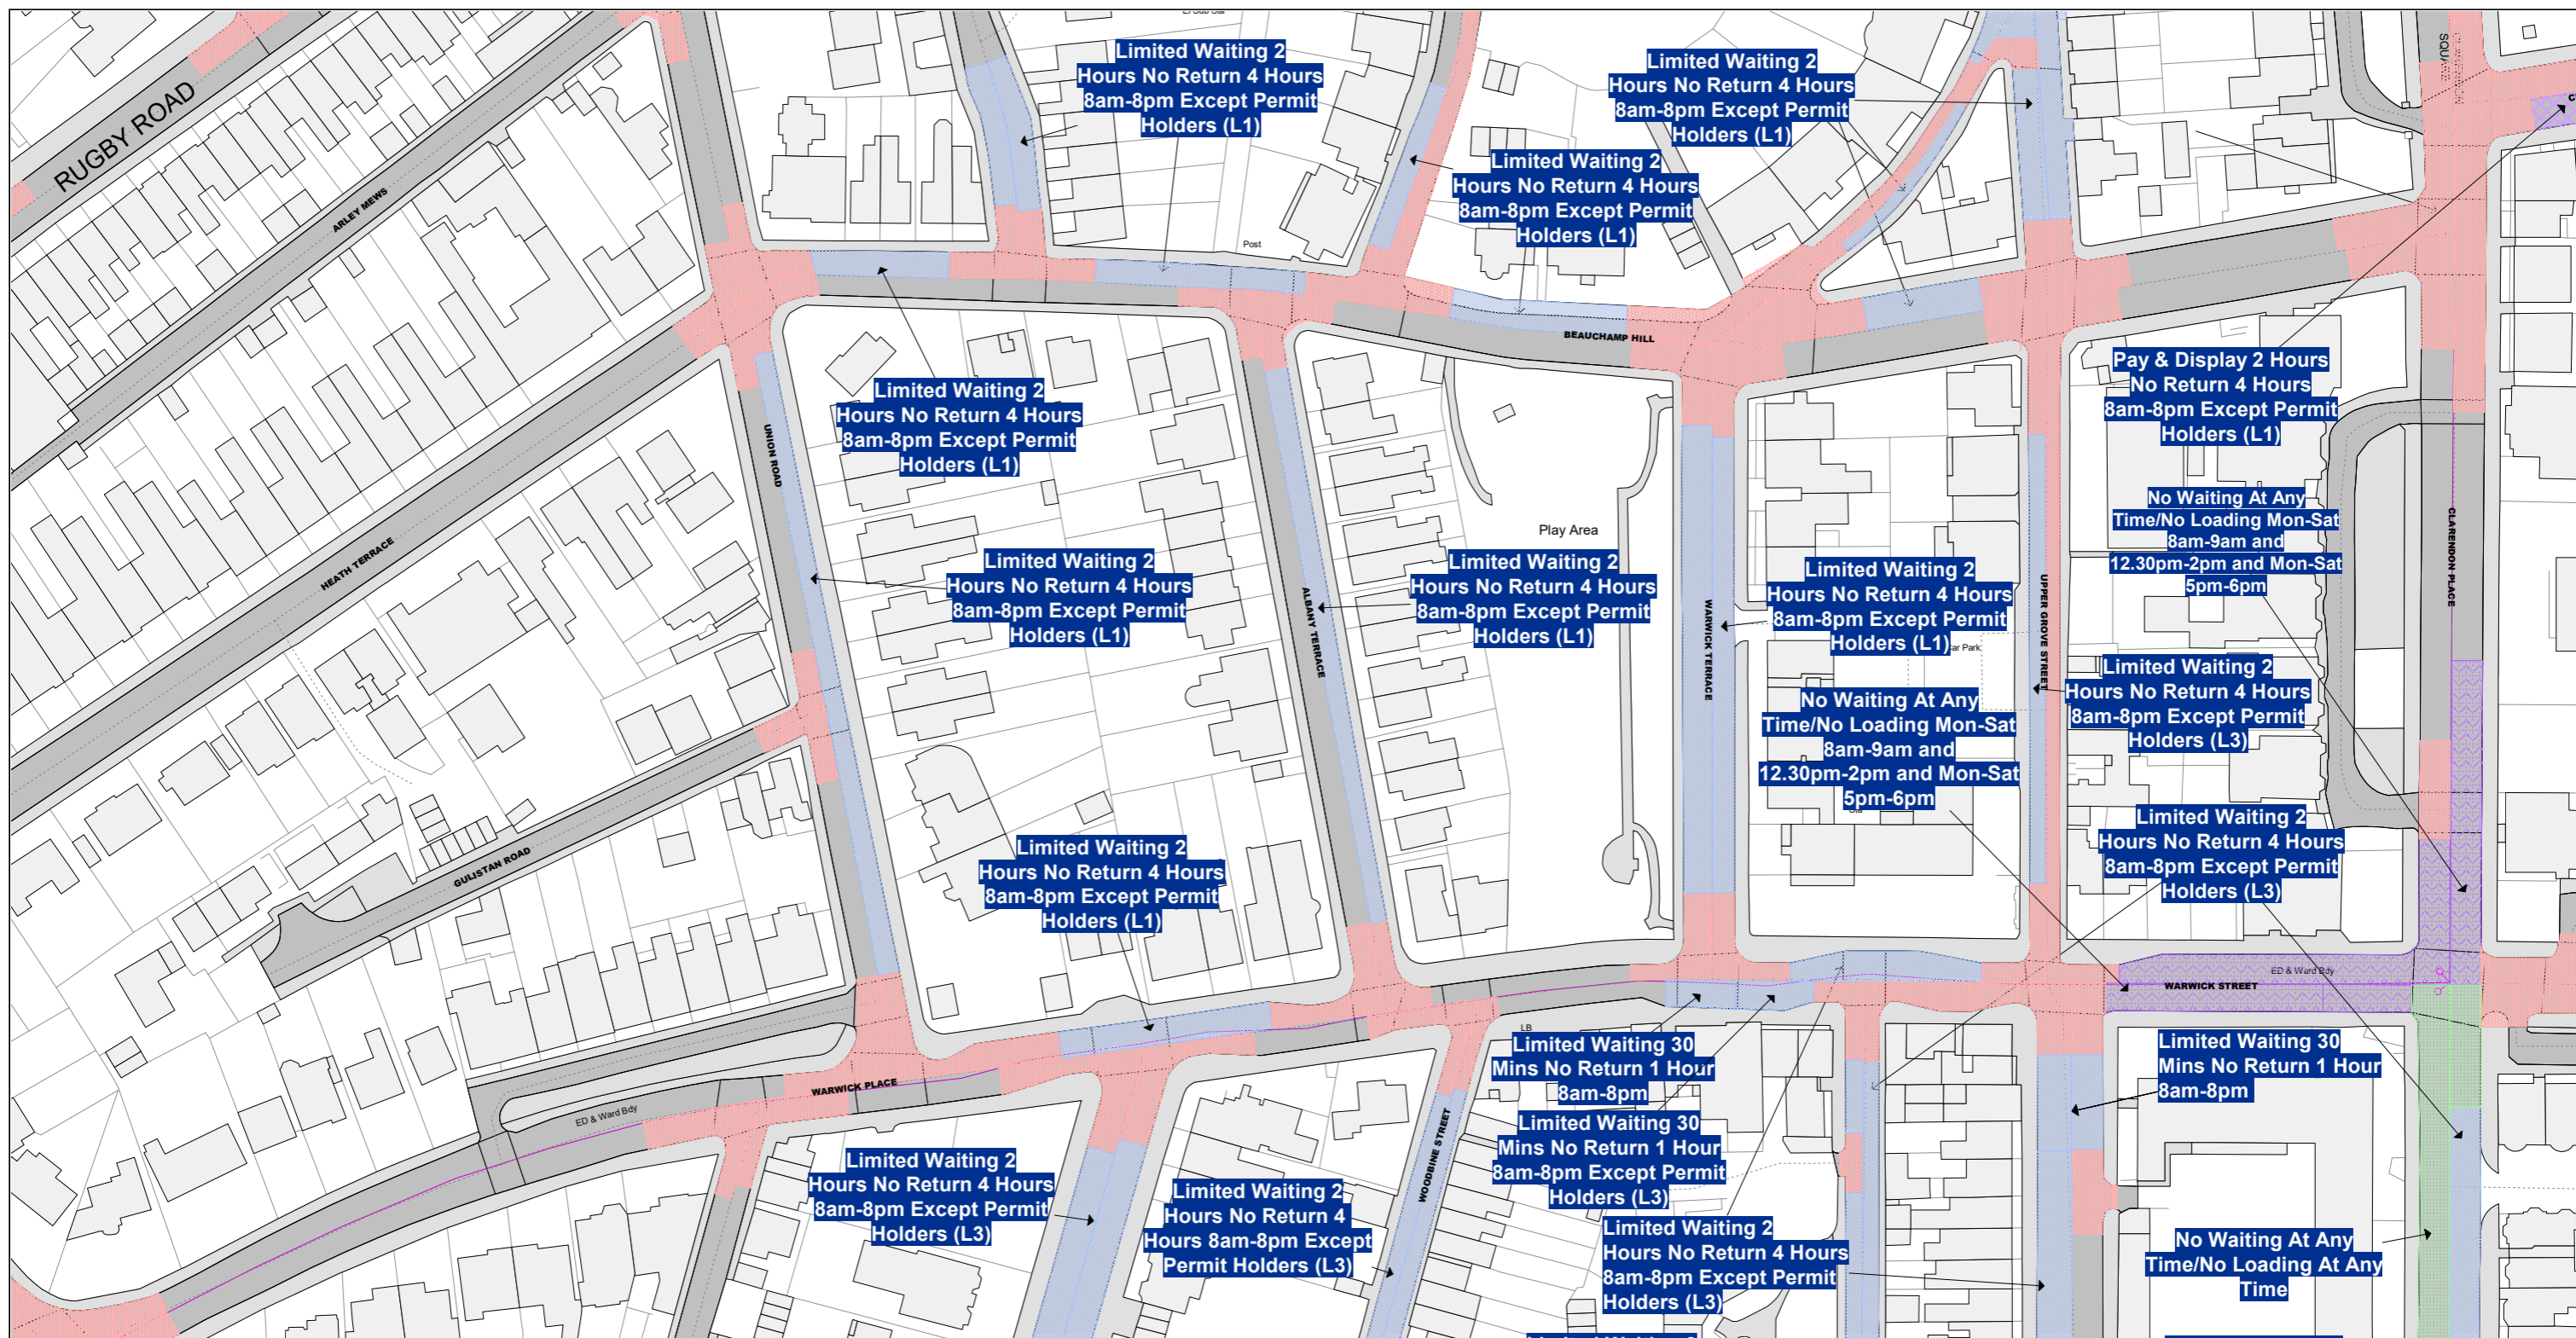 El Sub Sta
RUGBY ROAD
ARLEY MEWS
Limited Waiting 2
Hours No Return 4 Hours
8am-8pm Except Permit
Holders (L1)
Post
Limited Waiting 2
Hours No Return 4 Hours
8am-8pm Except Permit
Holders (L1)
Limited Waiting 2
Hours No Return 4 Hours
8am-8pm Except Permit
Holders (L1)
BEAUCHAMP HILL
HEATH TERRACE
UNION ROAD
Limited Waiting 2
Hours No Return 4 Hours
8am-8pm Except Permit
Holders (L1)
Limited Waiting 2
Hours No Return 4 Hours
8am-8pm Except Permit
Holders (L1)
ALBANY TERRACE
Play Area
Limited Waiting 2
Hours No Return 4 Hours
8am-8pm Except Permit
Holders (L1)
WARWICK TERRACE
Limited Waiting 2
Hours No Return 4 Hours
8am-8pm Except Permit
Holders (L1)
ar Park
UPPER GROVE STREET
No Waiting At Any
Time/No Loading Mon-Sat
8am-9am and
12.30pm-2pm and Mon-Sat
5pm-6pm
Pay & Display 2 Hours
No Return 4 Hours
8am-8pm Except Permit
Holders (L1)
No Waiting At Any
Time/No Loading Mon-Sat
8am-9am and
12.30pm-2pm and Mon-Sat
5pm-6pm
CLARENDON PLACE
Limited Waiting 2
Hours No Return 4 Hours
8am-8pm Except Permit
Holders (L3)
Limited Waiting 2
Hours No Return 4 Hours
8am-8pm Except Permit
Holders (L3)
GULISTAN ROAD
Limited Waiting 2
Hours No Return 4 Hours
8am-8pm Except Permit
Holders (L1)
ED & Ward Bdy
WARWICK STREET
WARWICK PLACE
ED & Ward Bdy
LB
Limited Waiting 30
Mins No Return 1 Hour
8am-8pm
Limited Waiting 30
Mins No Return 1 Hour
8am-8pm Except Permit
Holders (L3)
Limited Waiting 30
Mins No Return 1 Hour
8am-8pm
WOODBINE STREET
Limited Waiting 2
Hours No Return 4 Hours
8am-8pm Except Permit
Holders (L3)
Limited Waiting 2
Hours No Return 4
Hours 8am-8pm Except
Permit Holders (L3)
Limited Waiting 2
Hours No Return 4 Hours
8am-8pm Except Permit
Holders (L3)
No Waiting At Any
Time/No Loading At Any
Time